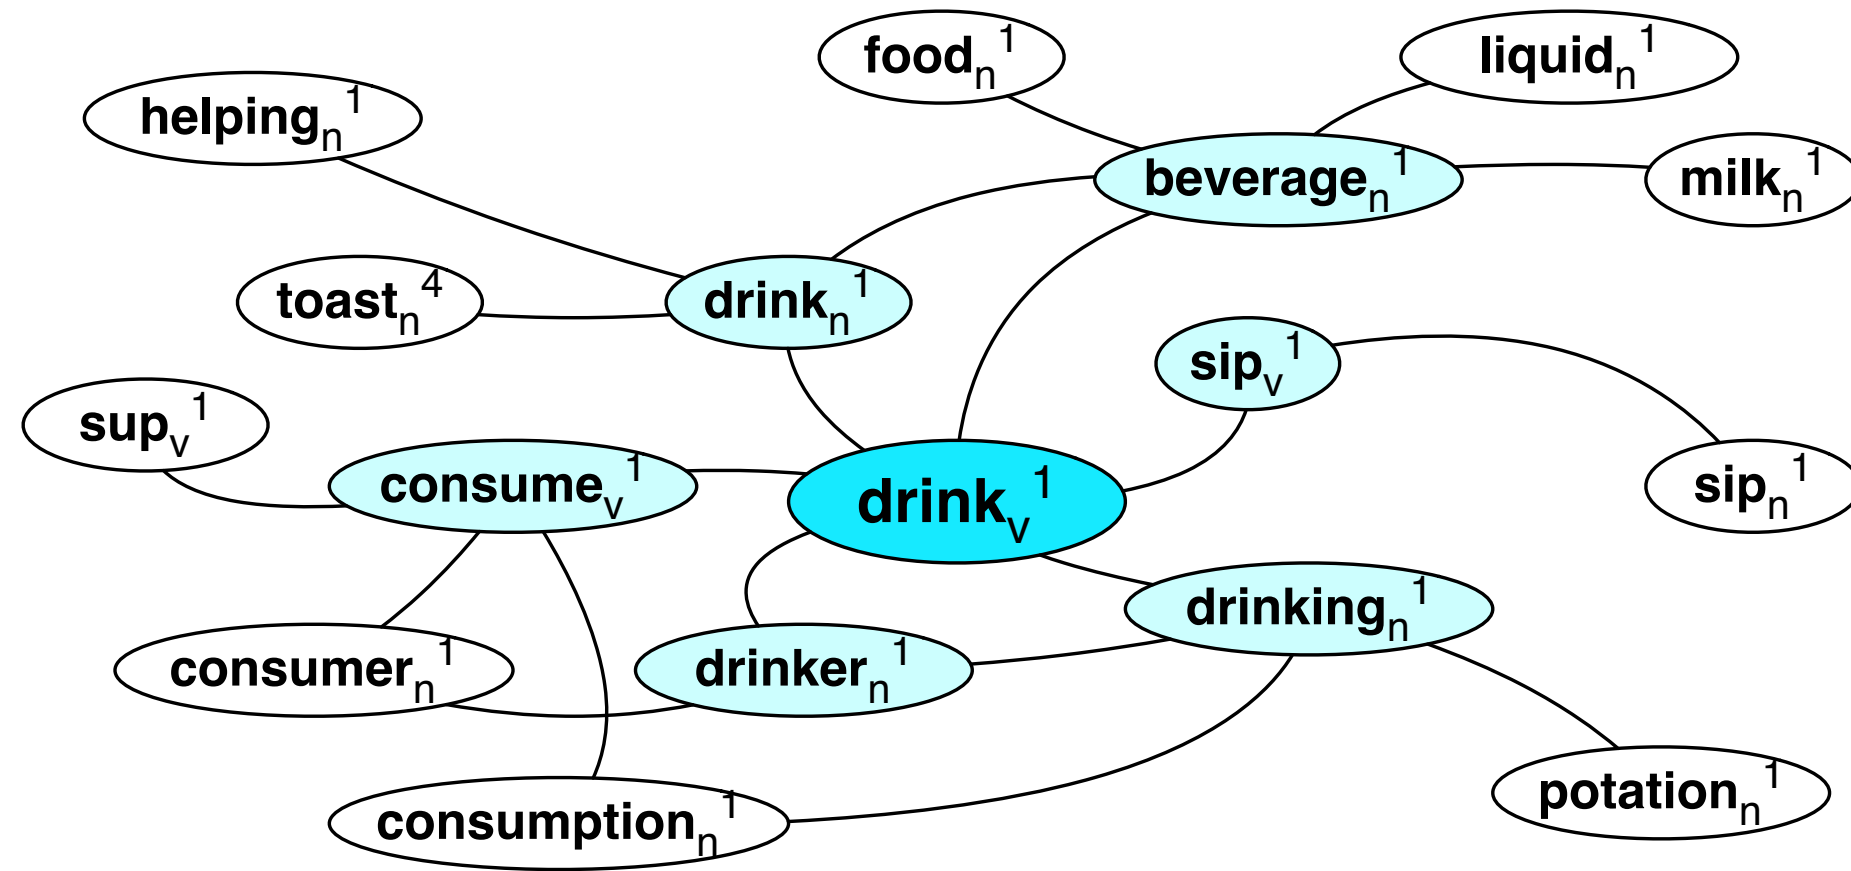 food_n^1
liquid_n^1
helping_n^1
beverage_n^1
milk_n^1
toast_n^4
drink_n^1
sip_v^1
sup_v^1
consume_v^1
drink_v^1
sip_n^1
drinking_n^1
consumer_n^1
drinker_n^1
potation_n^1
consumption_n^1